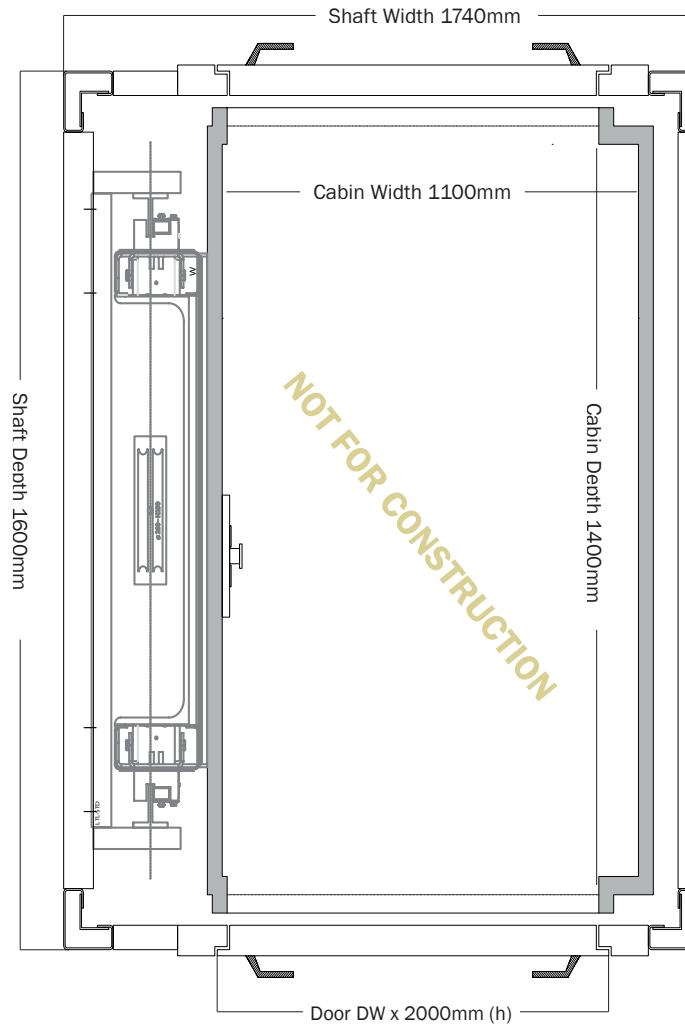 Shaft Width 1740mm
Cabin Width 1100mm
W
Shaft Depth 1600mm
Cabin Depth 1400mm
NOT FOR CONSTRUCTION
Door DW x 2000mm (h)